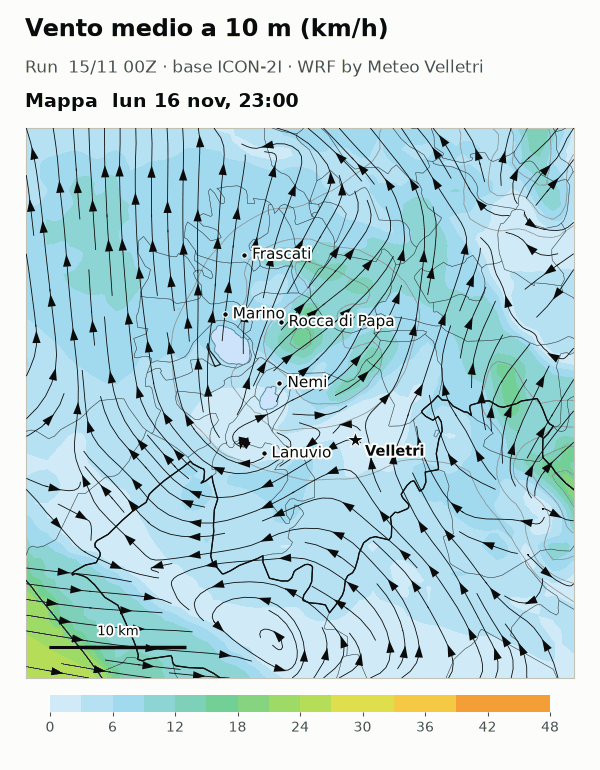 Vento medio a 10 m (km/h)
Run  15/11 00Z · base ICON-2I · WRF by Meteo Velletri
Mappa  lun 16 nov, 23:00
Frascati
Marino
Rocca di Papa
Nemi
Velletri
Lanuvio
10 km
0 6 12 18 24 30 36 42 48